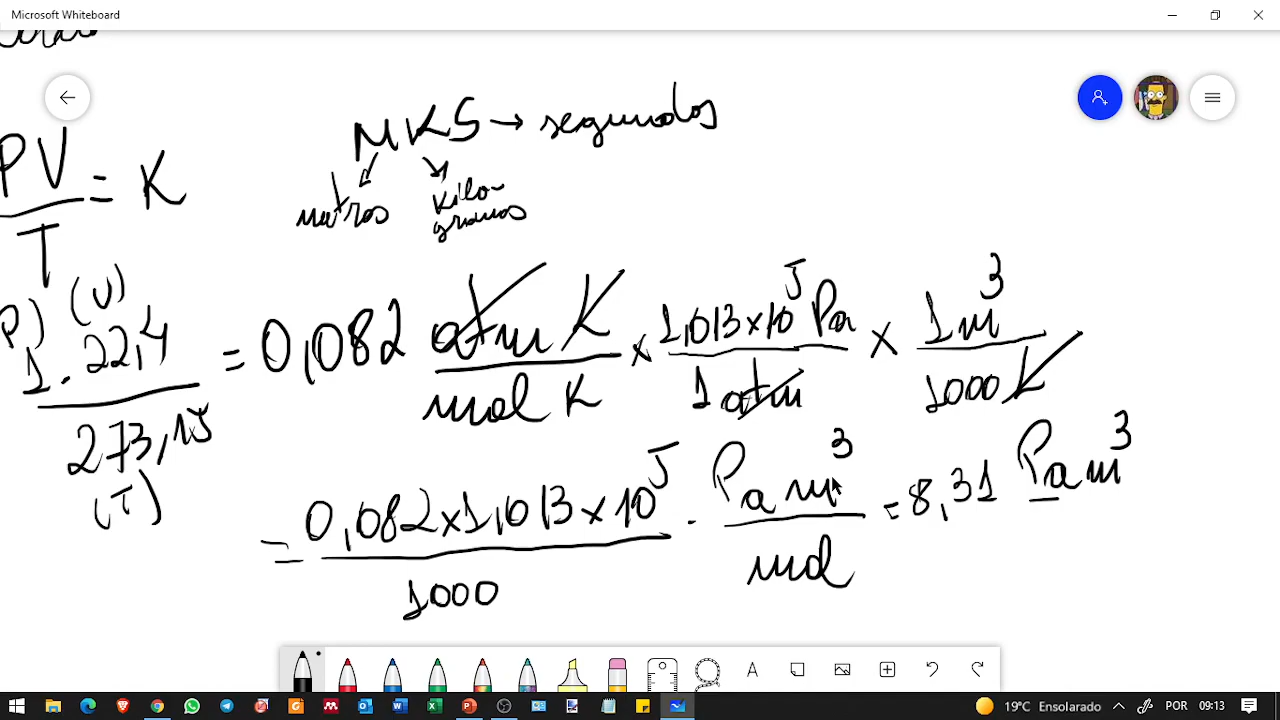 Microsoft Whiteboard
MKS → segundos
metros
Kilo-
gramas
PV/T = K
P) (V)
1 . 22,4 / 273,15 = 0,082 atm K / mol K × 1,013×10^5 Pa / 1 atm × 1 m^3 / 1000 L
(T)
= 0,082×1,013×10^5 / 1000 . Pa m^3 / mol = 8,31 Pa m^3
A
19°C Ensolarado POR 09:13